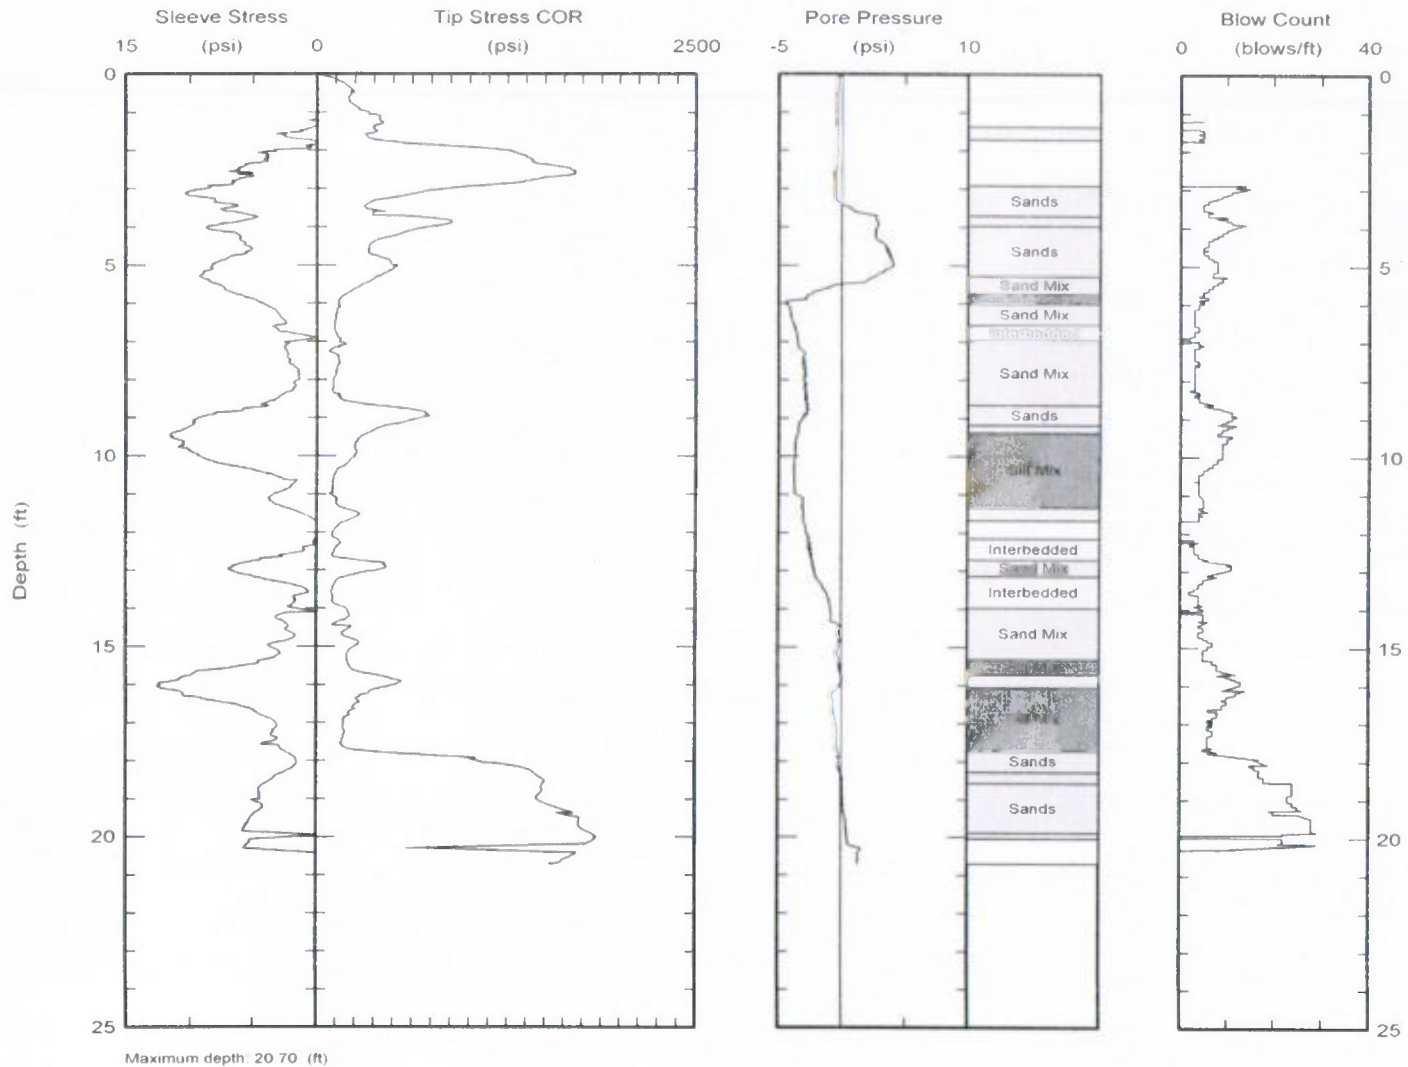 Sleeve Stress Tip Stress COR Pore Pressure Blow Count
15 (psi) 0 (psi) 2500 -5 (psi) 10 0 (blows/ft) 40
0 0
Sands
Sands
5 5
Sand Mix
Sand Mix
Interbedded
Sand Mix
Sands
10 10
Silt Mix
Depth (ft)
Interbedded
Sand Mix
Interbedded
Sand Mix
15 15
Sands
Sands
20 20
25 25
Maximum depth: 20.70 (ft)